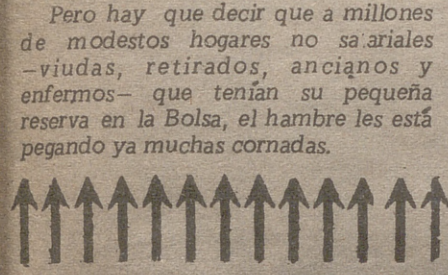 Pero hay que decir que a millones
de modestos hogares no sa ariales
—viudas, retirados, ancianos y
enfermos— que tenían su pequeña
reserva en la Bolsa, el hambre les está
pegando ya muchas cornadas.